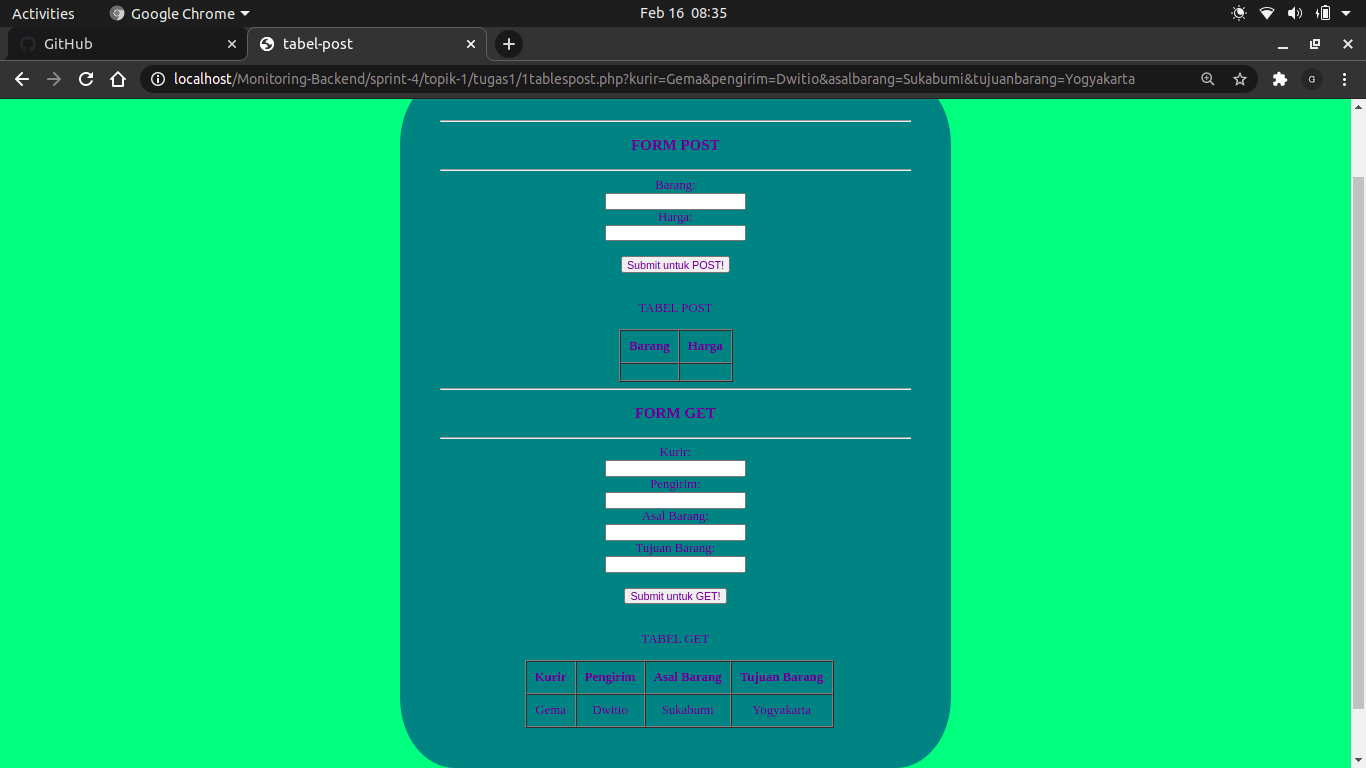 Activities Google Chrome Feb 16 08:35
GitHub tabel-post
localhost/Monitoring-Backend/sprint-4/topik-1/tugas1/1tablespost.php?kurir=Gema&pengirim=Dwitio&asalbarang=Sukabumi&tujuanbarang=Yogyakarta G
FORM POST
Barang:
Harga:
Submit untuk POST!
TABEL POST
Barang Harga
FORM GET
Kurir:
Pengirim:
Asal Barang:
Tujuan Barang:
Submit untuk GET!
TABEL GET
Kurir Pengirim Asal Barang Tujuan Barang
Gema Dwitio Sukabumi Yogyakarta